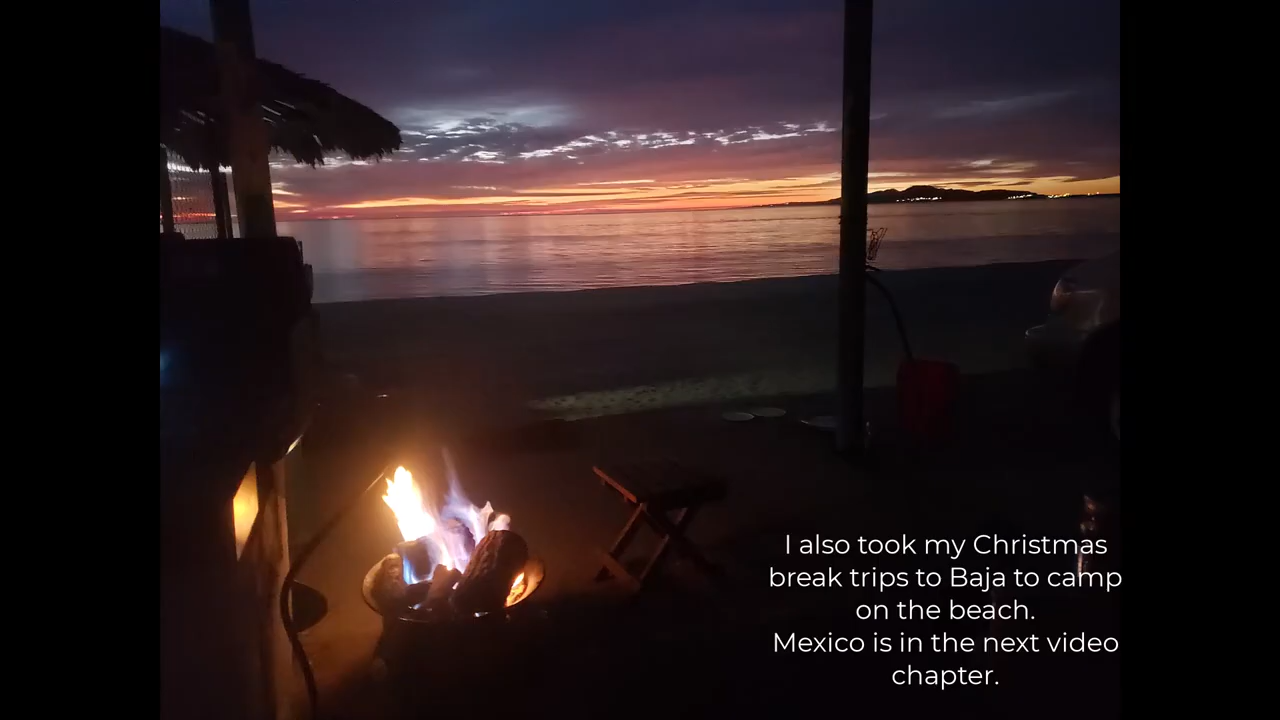 I also took my Christmas
break trips to Baja to camp
on the beach.
Mexico is in the next video
chapter.